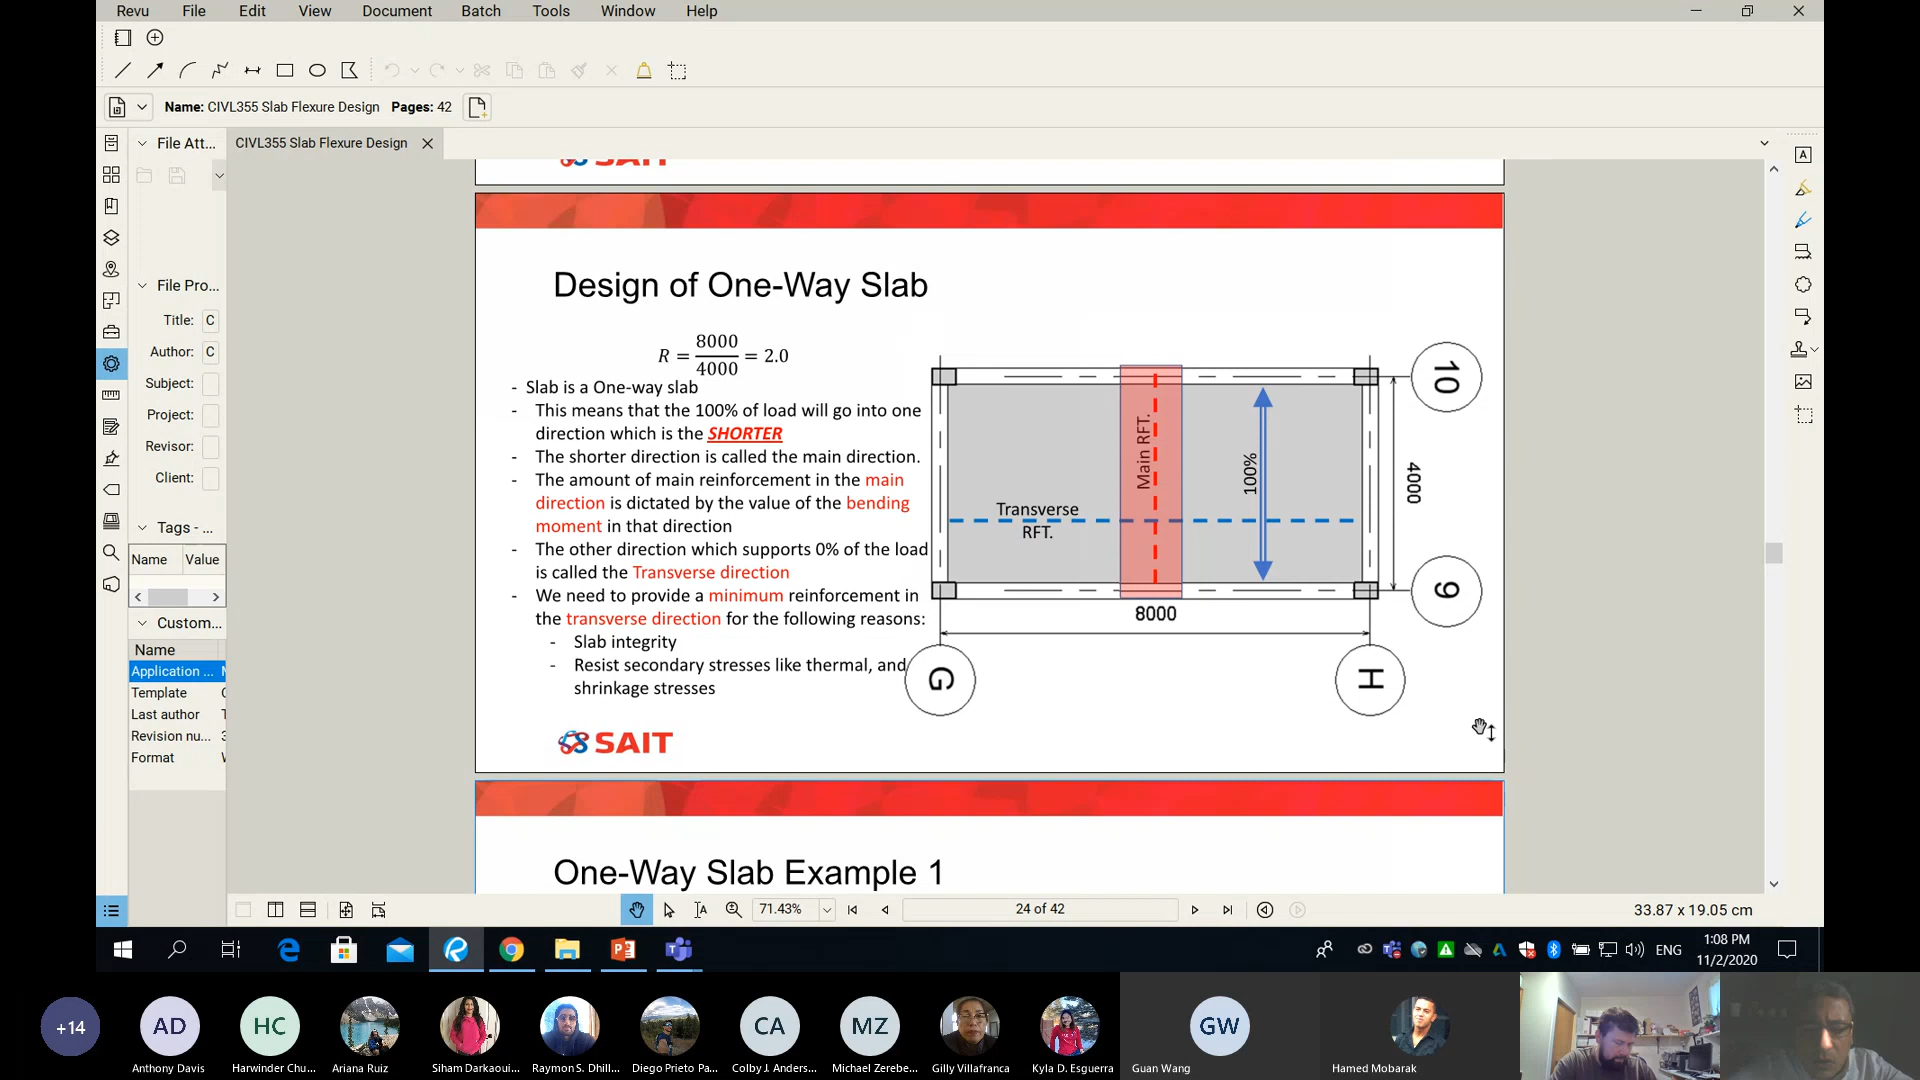 Revu File Edit View Document Batch Tools Window Help
Name: CIVL355 Slab Flexure Design Pages: 42
File Att...
CIVL355 Slab Flexure Design
SAIT
File Pro...
Title: C
Author: C
Subject:
Project:
Revisor:
Client:
Tags - ...
Name Value
Custom...
Name
Application ...
Template
Last author
Revision nu... 3
Format
Design of One-Way Slab
R = 8000/4000 = 2.0
- Slab is a One-way slab
- This means that the 100% of load will go into one
direction which is the SHORTER
- The shorter direction is called the main direction.
- The amount of main reinforcement in the main
direction is dictated by the value of the bending
moment in that direction
- The other direction which supports 0% of the load
is called the Transverse direction
- We need to provide a minimum reinforcement in
the transverse direction for the following reasons:
- Slab integrity
- Resist secondary stresses like thermal, and
shrinkage stresses
Main RFT.
100%
Transverse
RFT.
4000
8000
10
9
G
H
SAIT
One-Way Slab Example 1
71.43%
24 of 42
33.87 x 19.05 cm
ENG
1:08 PM
11/2/2020
+14
AD
HC
CA
MZ
GW
Anthony Davis
Harwinder Chu...
Ariana Ruiz
Siham Darkaoui...
Raymon S. Dhill...
Diego Prieto Pa...
Colby J. Anders...
Michael Zerebe...
Gilly Villafranca
Kyla D. Esguerra
Guan Wang
Hamed Mobarak